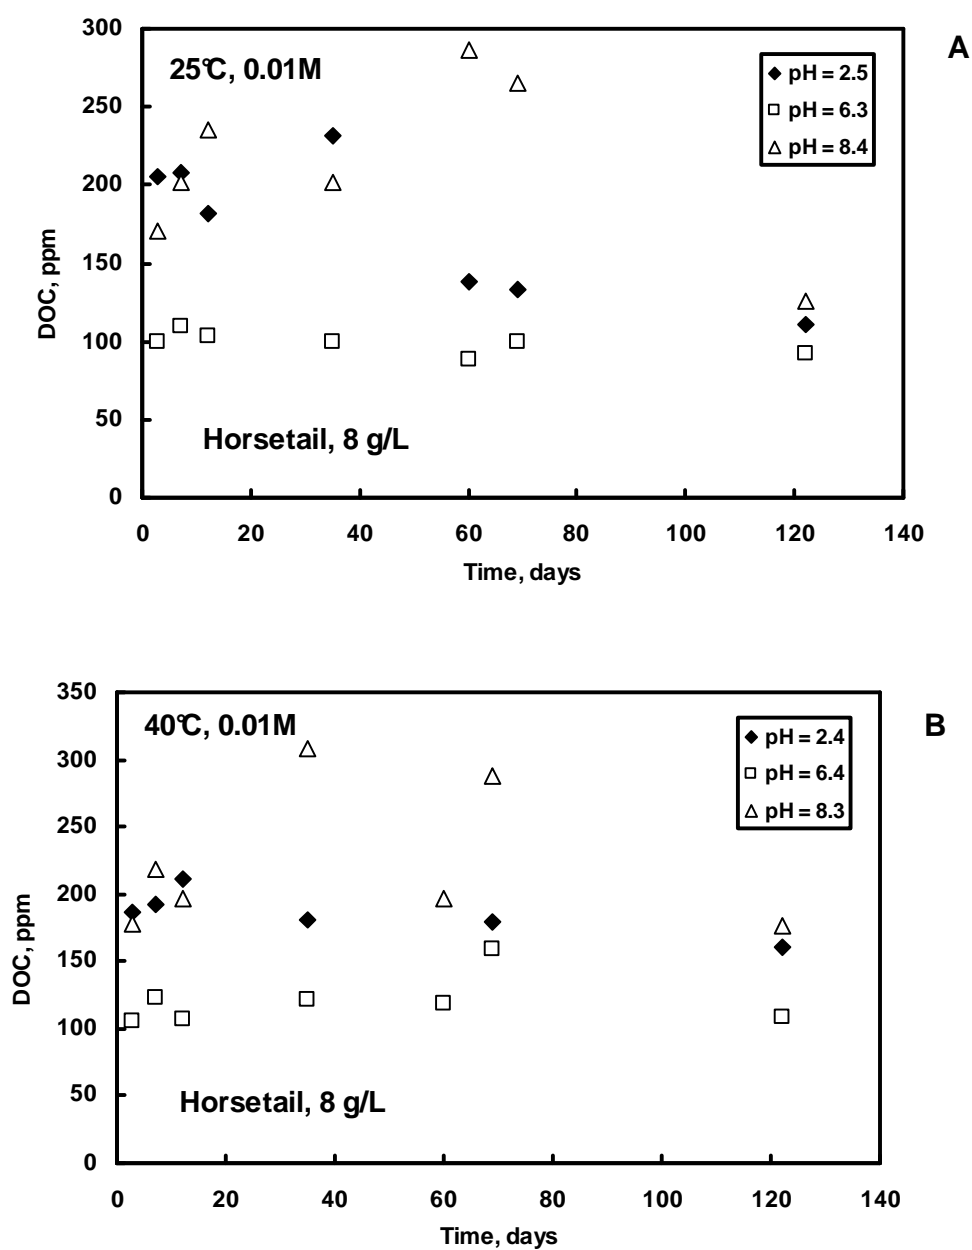 A
25°C, 0.01M
pH = 2.5
pH = 6.3
pH = 8.4
300
250
200
150
100
50
0
DOC, ppm
Horsetail, 8 g/L
0 20 40 60 80 100 120 140
Time, days
B
40°C, 0.01M
pH = 2.4
pH = 6.4
pH = 8.3
350
300
250
200
150
100
50
0
DOC, ppm
Horsetail, 8 g/L
0 20 40 60 80 100 120 140
Time, days